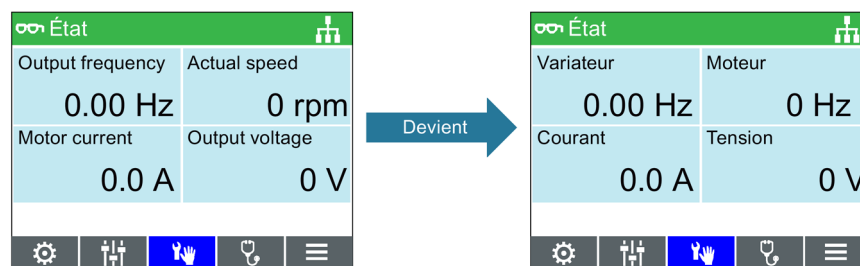 État
Output frequency Actual speed
0.00 Hz 0 rpm
Motor current Output voltage
0.0 A 0 V
Devient
État
Variateur Moteur
0.00 Hz 0 Hz
Courant Tension
0.0 A 0 V